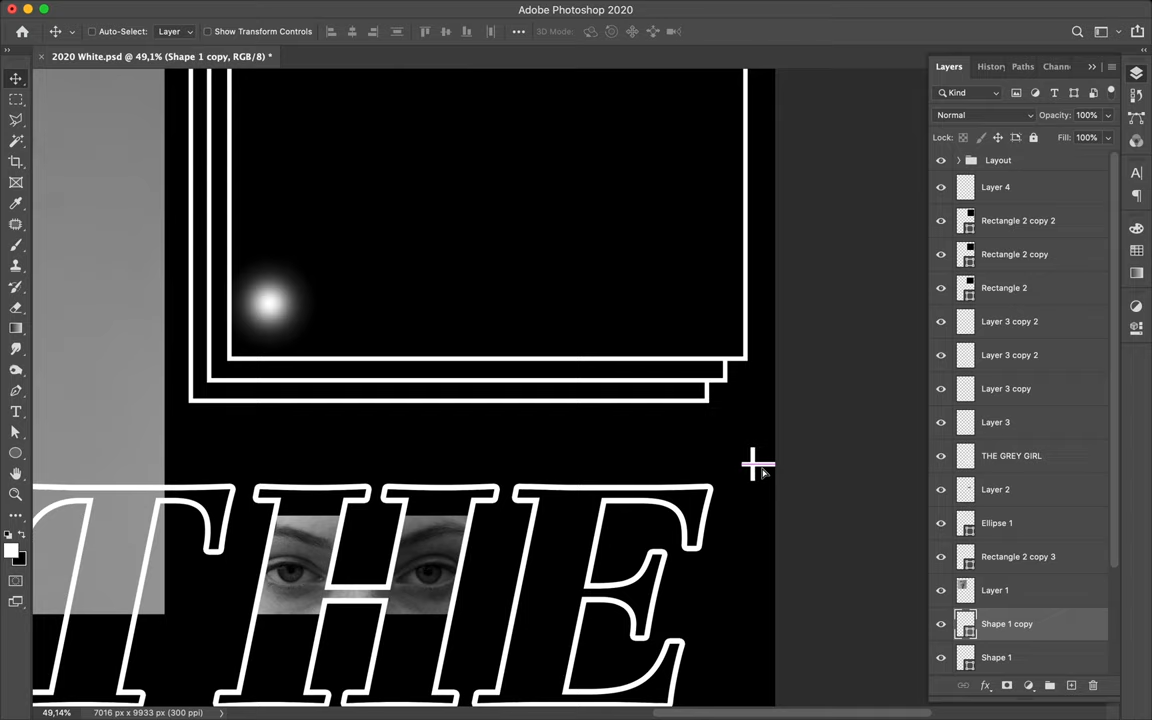 Adobe Photoshop 2020
Auto-Select: Layer Show Transform Controls 3D Mode:
2020 White.psd @ 49,1% (Shape 1 copy, RGB/8) *
Layers History Paths Chann
Kind
Normal Opacity: 100%
Lock: Fill: 100%
Layout
Layer 4
Rectangle 2 copy 2
Rectangle 2 copy
Rectangle 2
Layer 3 copy 2
Layer 3 copy 2
Layer 3 copy
Layer 3
THE GREY GIRL
Layer 2
Ellipse 1
Rectangle 2 copy 3
Layer 1
Shape 1 copy
Shape 1
THE
49,14% 7016 px x 9933 px (300 ppi)